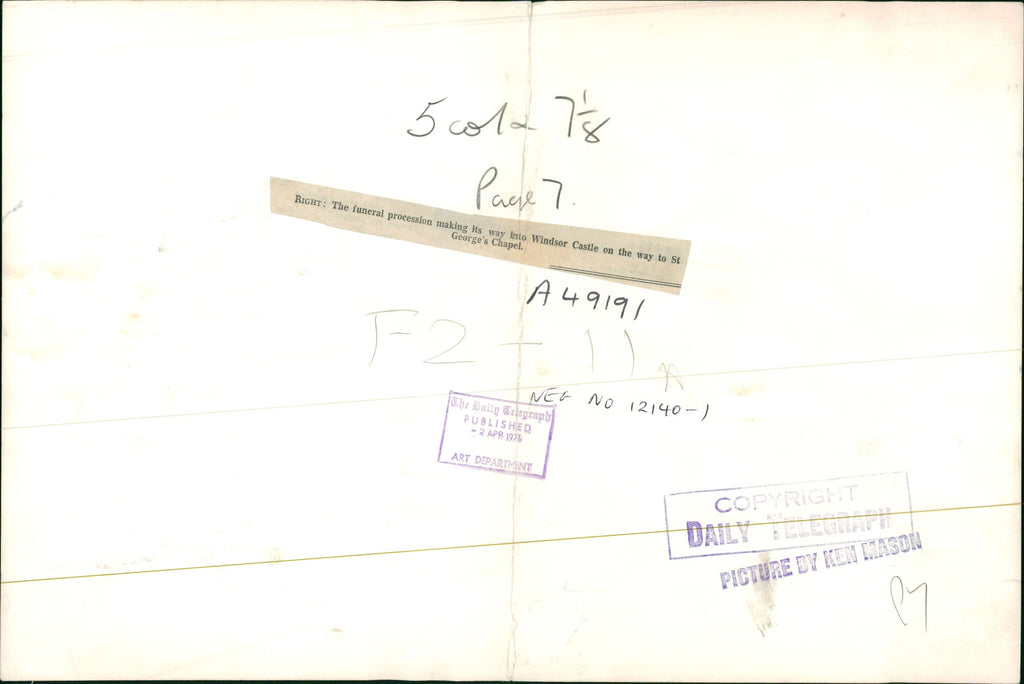 5 col x 7 1/8
Page 7.
RIGHT: The funeral procession making its way into Windsor Castle on the way to St
George's Chapel.
A49191
F2 - 11
NEG NO 12140-1
The Daily Telegraph
PUBLISHED
- 2 APR 1976
ART DEPARTMENT
COPYRIGHT
DAILY TELEGRAPH
PICTURE BY KEN MASON